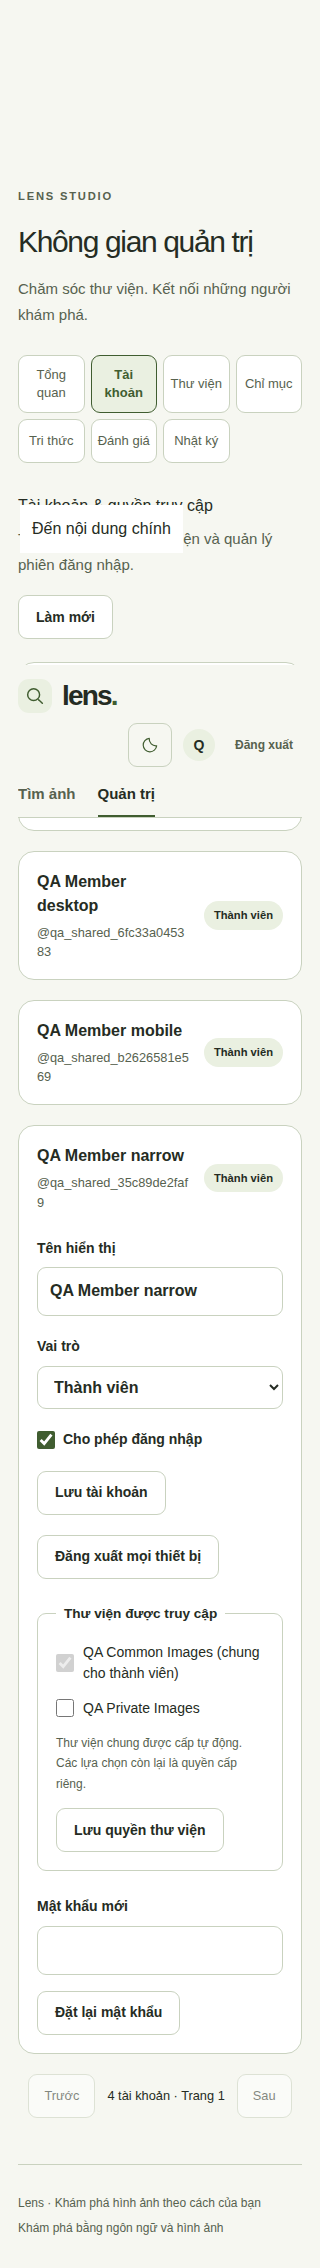 LENS STUDIO
Không gian quản trị
Chăm sóc thư viện. Kết nối những người
khám phá.
Tổng
quan
Tài
khoản
Thư viện
Chỉ mục
Tri thức
Đánh giá
Nhật ký
Tài khoản & quyền truy cập
Đến nội dung chính
ện và quản lý
phiên đăng nhập.
Làm mới
lens.
Q
Đăng xuất
Tìm ảnh
Quản trị
QA Member
desktop
@qa_shared_6fc33a0453
83
Thành viên
QA Member mobile
@qa_shared_b2626581e5
69
Thành viên
QA Member narrow
@qa_shared_35c89de2faf
9
Thành viên
Tên hiển thị
QA Member narrow
Vai trò
Thành viên
Cho phép đăng nhập
Lưu tài khoản
Đăng xuất mọi thiết bị
Thư viện được truy cập
QA Common Images (chung
cho thành viên)
QA Private Images
Thư viện chung được cấp tự động.
Các lựa chọn còn lại là quyền cấp
riêng.
Lưu quyền thư viện
Mật khẩu mới
Đặt lại mật khẩu
Trước
4 tài khoản · Trang 1
Sau
Lens · Khám phá hình ảnh theo cách của bạn
Khám phá bằng ngôn ngữ và hình ảnh